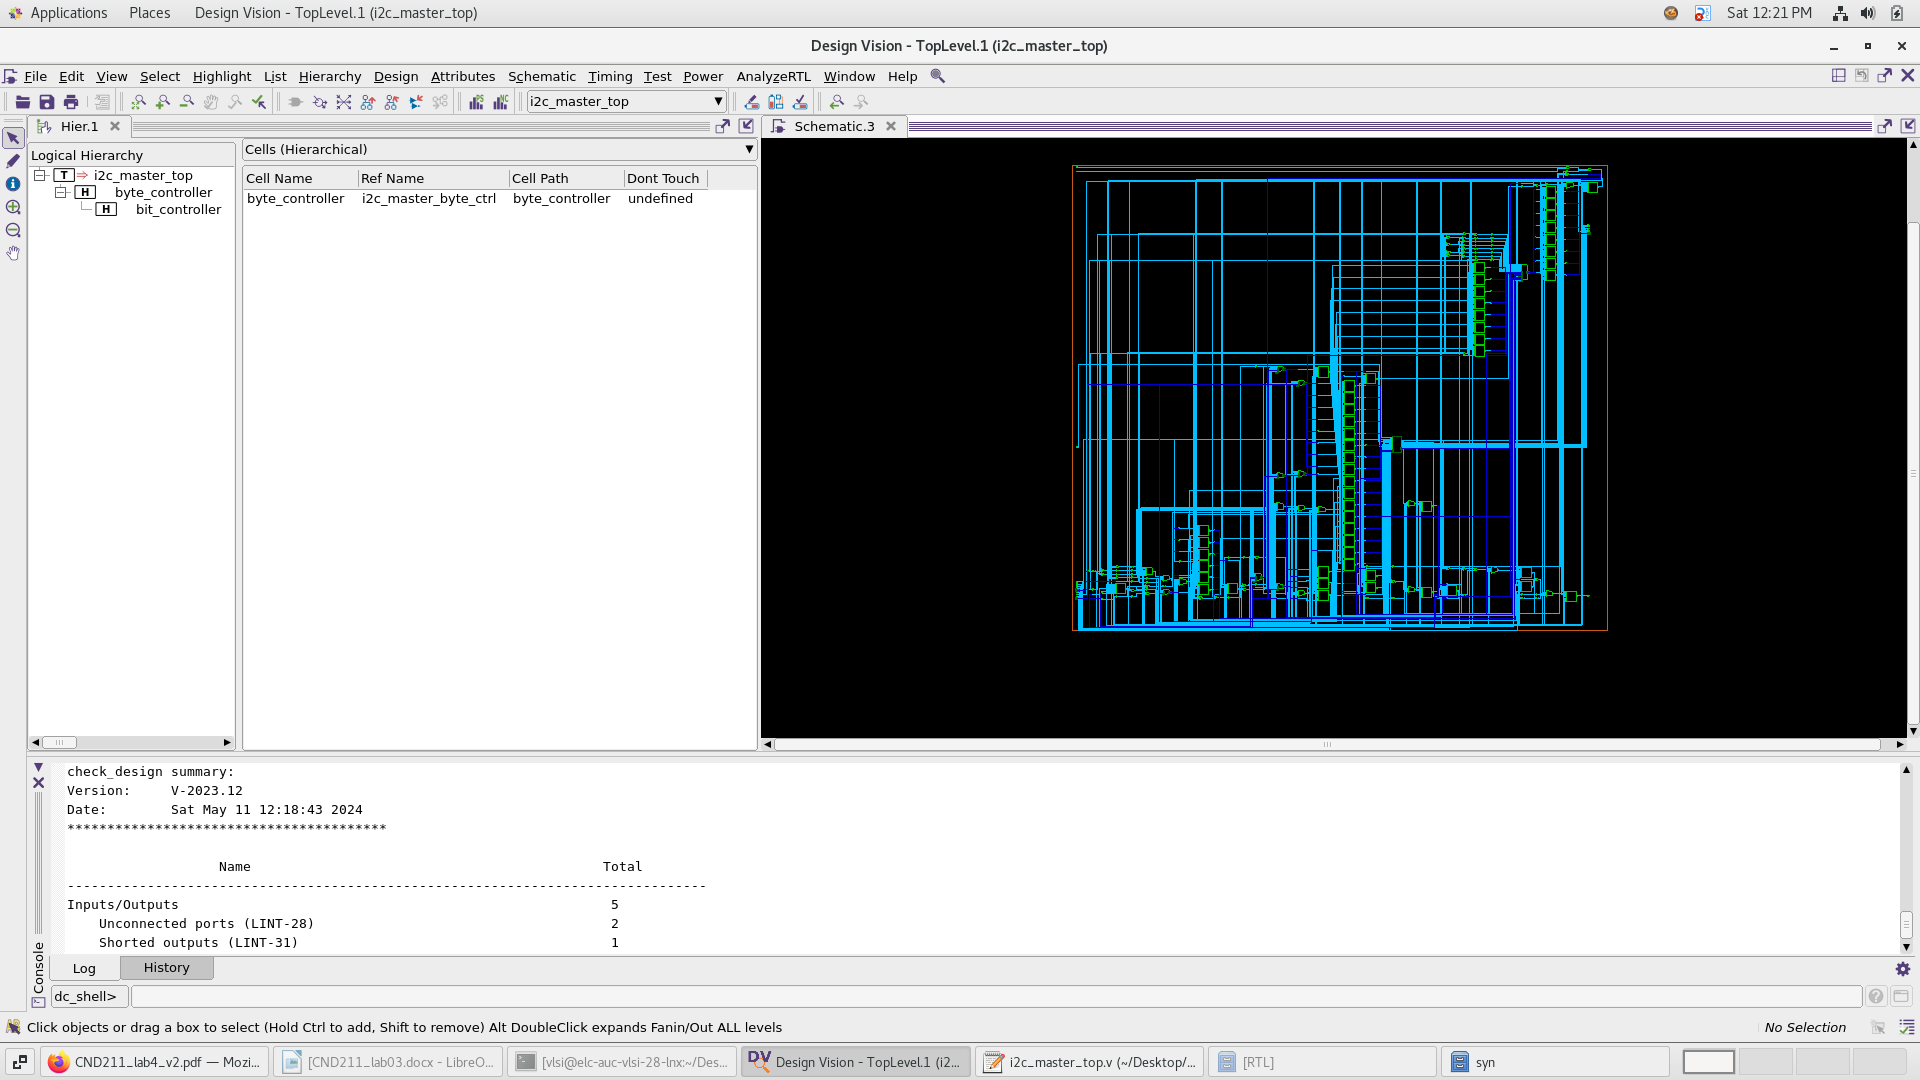 Applications Places Design Vision - TopLevel.1 (i2c_master_top) Sat 12:21 PM
Design Vision - TopLevel.1 (i2c_master_top)
File Edit View Select Highlight List Hierarchy Design Attributes Schematic Timing Test Power AnalyzeRTL Window Help
i2c_master_top
Hier.1
Schematic.3
Logical Hierarchy
T i2c_master_top
H byte_controller
H bit_controller
Cells (Hierarchical)
Cell Name Ref Name Cell Path Dont Touch
byte_controller i2c_master_byte_ctrl byte_controller undefined
check_design summary:
Version: V-2023.12
Date: Sat May 11 12:18:43 2024
****************************************
Name Total
--------------------------------------------------------------------------------
Inputs/Outputs 5
Unconnected ports (LINT-28) 2
Shorted outputs (LINT-31) 1
Console
Log History
dc_shell>
Click objects or drag a box to select (Hold Ctrl to add, Shift to remove) Alt DoubleClick expands Fanin/Out ALL levels No Selection
CND211_lab4_v2.pdf — Mozi... [CND211_lab03.docx - LibreO... [vlsi@elc-auc-vlsi-28-lnx:~/Des... DV Design Vision - TopLevel.1 (i2... i2c_master_top.v (~/Desktop/... [RTL] syn